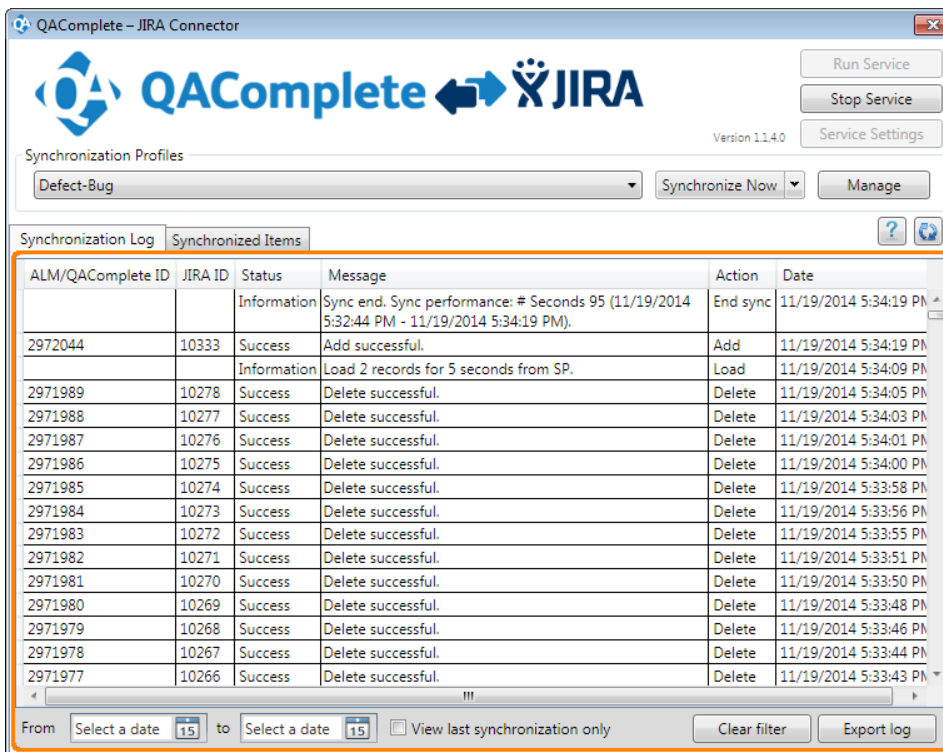 QAComplete – JIRA Connector
QAComplete JIRA
Run Service
Stop Service
Version 1.1.4.0 Service Settings
Synchronization Profiles
Defect-Bug Synchronize Now Manage
Synchronization Log Synchronized Items ?
ALM/QAComplete ID JIRA ID Status Message Action Date
Information Sync end. Sync performance: # Seconds 95 (11/19/2014 End sync 11/19/2014 5:34:19 PM
5:32:44 PM - 11/19/2014 5:34:19 PM).
2972044 10333 Success Add successful. Add 11/19/2014 5:34:19 PM
Information Load 2 records for 5 seconds from SP. Load 11/19/2014 5:34:09 PM
2971989 10278 Success Delete successful. Delete 11/19/2014 5:34:05 PM
2971988 10277 Success Delete successful. Delete 11/19/2014 5:34:03 PM
2971987 10276 Success Delete successful. Delete 11/19/2014 5:34:01 PM
2971986 10275 Success Delete successful. Delete 11/19/2014 5:34:00 PM
2971985 10274 Success Delete successful. Delete 11/19/2014 5:33:58 PM
2971984 10273 Success Delete successful. Delete 11/19/2014 5:33:56 PM
2971983 10272 Success Delete successful. Delete 11/19/2014 5:33:55 PM
2971982 10271 Success Delete successful. Delete 11/19/2014 5:33:51 PM
2971981 10270 Success Delete successful. Delete 11/19/2014 5:33:50 PM
2971980 10269 Success Delete successful. Delete 11/19/2014 5:33:48 PM
2971979 10268 Success Delete successful. Delete 11/19/2014 5:33:46 PM
2971978 10267 Success Delete successful. Delete 11/19/2014 5:33:44 PM
2971977 10266 Success Delete successful. Delete 11/19/2014 5:33:43 PM
From Select a date 15 to Select a date 15 View last synchronization only Clear filter Export log